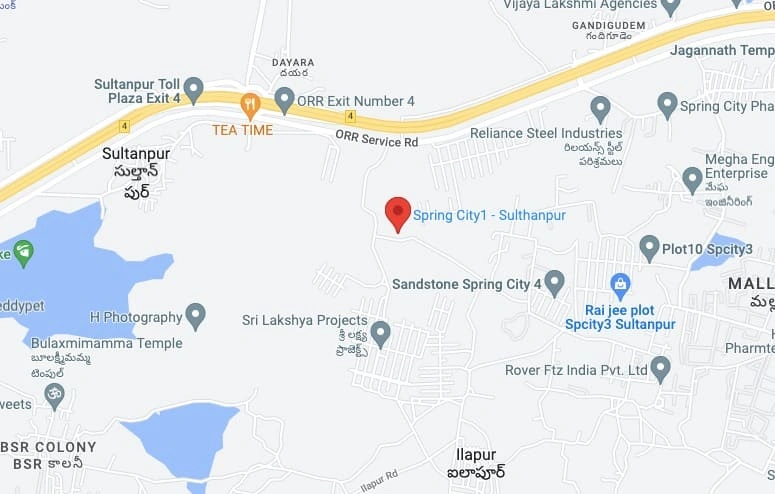 ంక్
Vijaya Lakshmi Agencies
GANDIGUDEM
గండిగూడెం
Jagannath Temp
DAYARA
దయర
Sultanpur Toll
Plaza Exit 4
ORR Exit Number 4
4
TEA TIME
4
ORR Service Rd
Spring City Pha
Reliance Steel Industries
రిలయన్స్ స్టీల్
పరిశ్రమలు
Sultanpur
సుల్తాన్
పుర్
Megha Eng
Enterprise
మేఘ
ఇంజినీరింగ్
Spring City1 - Sulthanpur
Plot10 Spcity3
ke
eddypet
Sandstone Spring City 4
MALL
మల్ల
Rai jee plot
Spcity3 Sultanpur
H Photography
Sri Lakshya Projects
శ్రీ లక్ష్య
ప్రాజెక్ట్స్
Bulaxmimamma Temple
బూలక్ష్మీమమ్మ
టెంపుల్
Pharmte
Rover Ftz India Pvt. Ltd
weets
BSR COLONY
BSR కాలనీ
Ilapur
ఐలాపూర్
Ilapur Rd
S